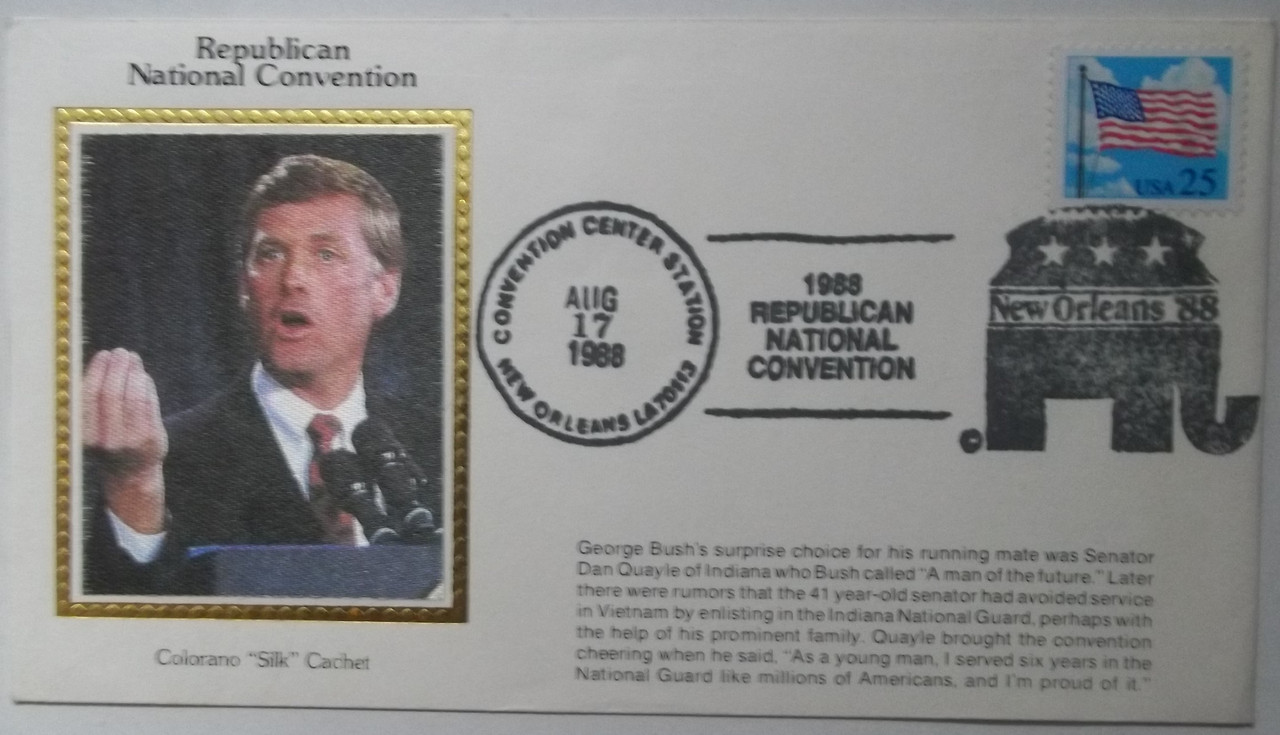 Republican
National Convention
Colorano "Silk" Cachet
USA 25
CONVENTION CENTER STATION
AUG
17
1988
NEW ORLEANS LA 70113
1988
REPUBLICAN
NATIONAL
CONVENTION
New Orleans '88
©
George Bush's surprise choice for his running mate was Senator
Dan Quayle of Indiana who Bush called "A man of the future." Later
there were rumors that the 41 year-old senator had avoided service
in Vietnam by enlisting in the Indiana National Guard, perhaps with
the help of his prominent family. Quayle brought the convention
cheering when he said, "As a young man, I served six years in the
National Guard like millions of Americans, and I'm proud of it."